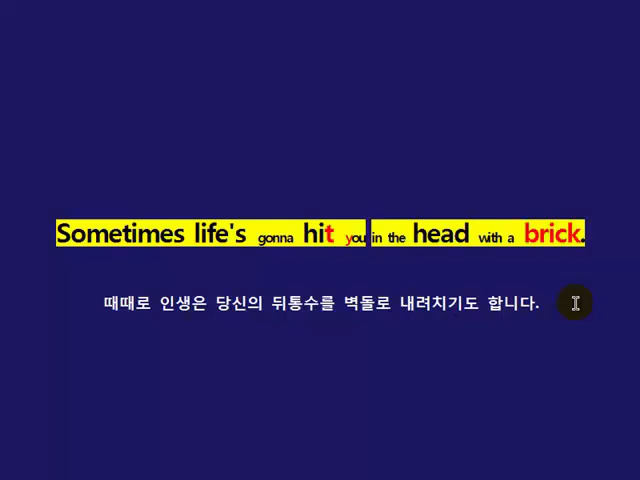 Sometimes life's gonna hit you in the head with a brick.
때때로 인생은 당신의 뒤통수를 벽돌로 내려치기도 합니다.